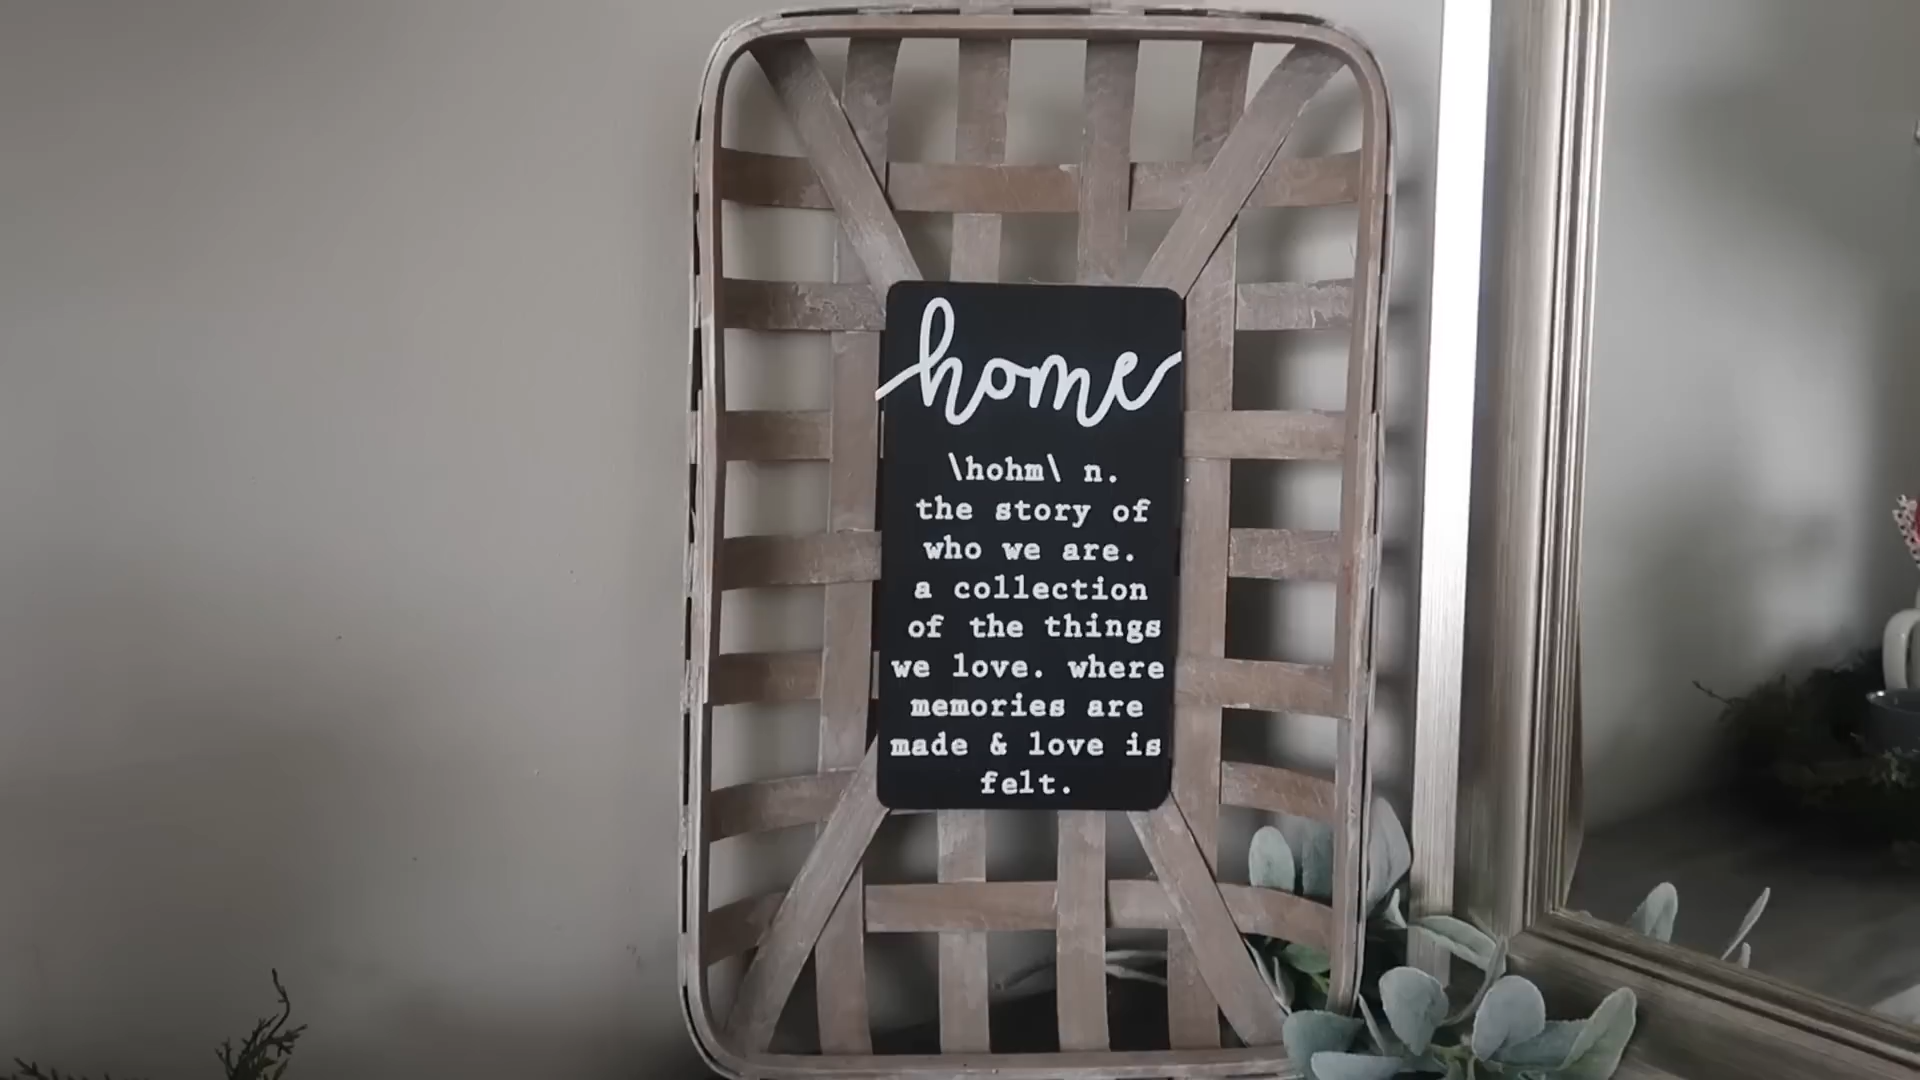 home
\hohm\ n.
the story of
who we are.
a collection
of the things
we love. where
memories are
made & love is
felt.